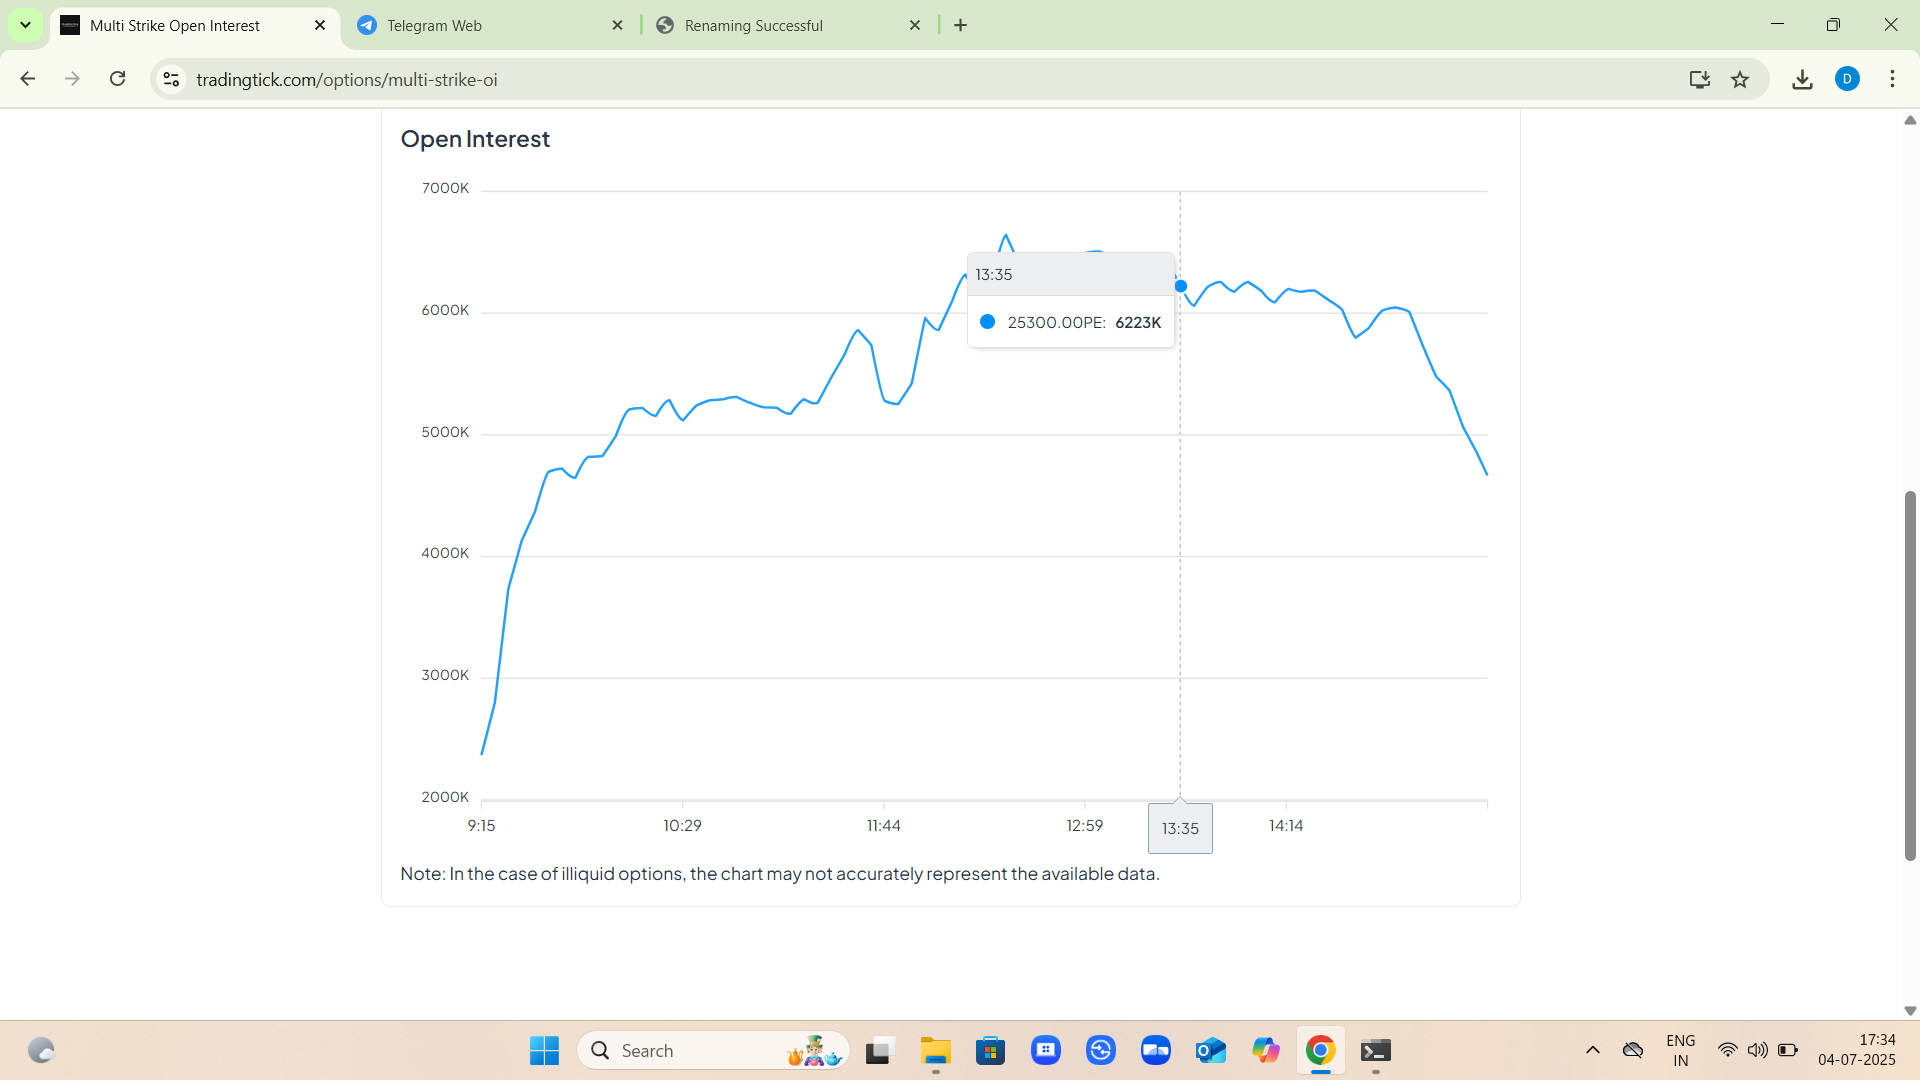 Multi Strike Open Interest
Telegram Web
Renaming Successful
tradingtick.com/options/multi-strike-oi
D
Open Interest
7000K
6000K
5000K
4000K
3000K
2000K
13:35
25300.00PE: 6223K
9:15
10:29
11:44
12:59
13:35
14:14
Note: In the case of illiquid options, the chart may not accurately represent the available data.
Search
ENG
IN
17:34
04-07-2025